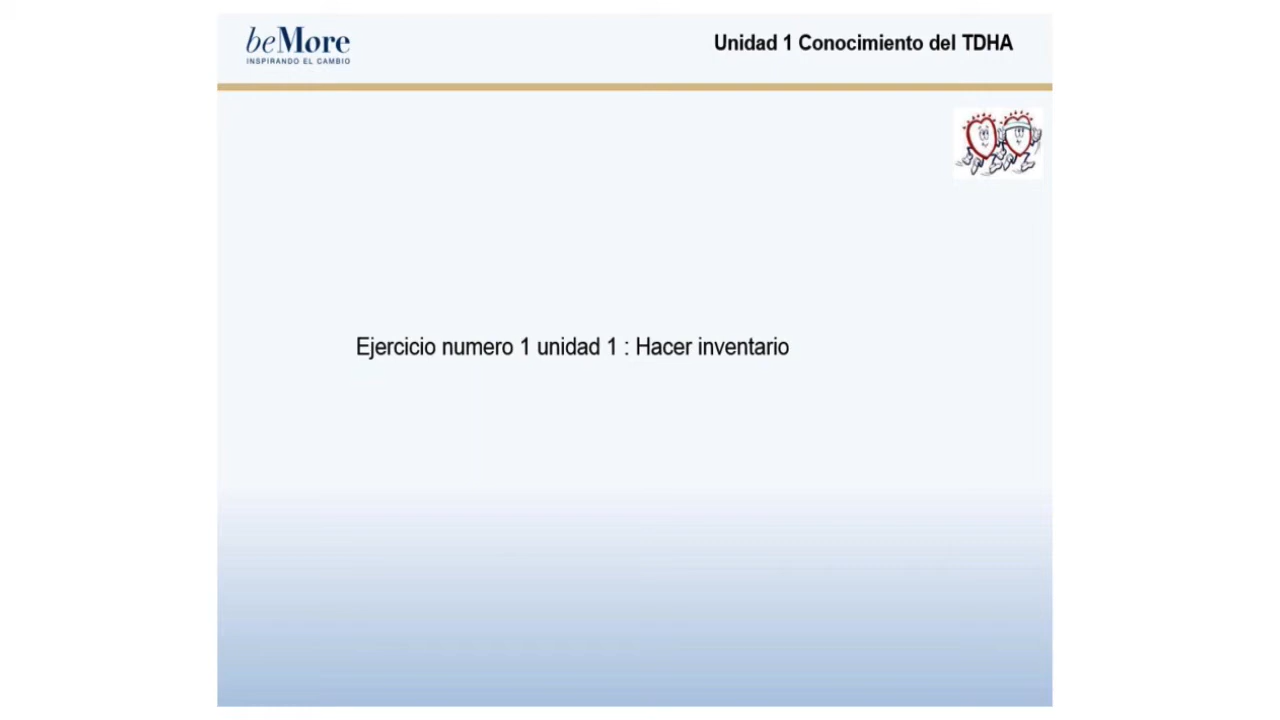 beMore
INSPIRANDO EL CAMBIO
Unidad 1 Conocimiento del TDHA
Ejercicio numero 1 unidad 1 : Hacer inventario